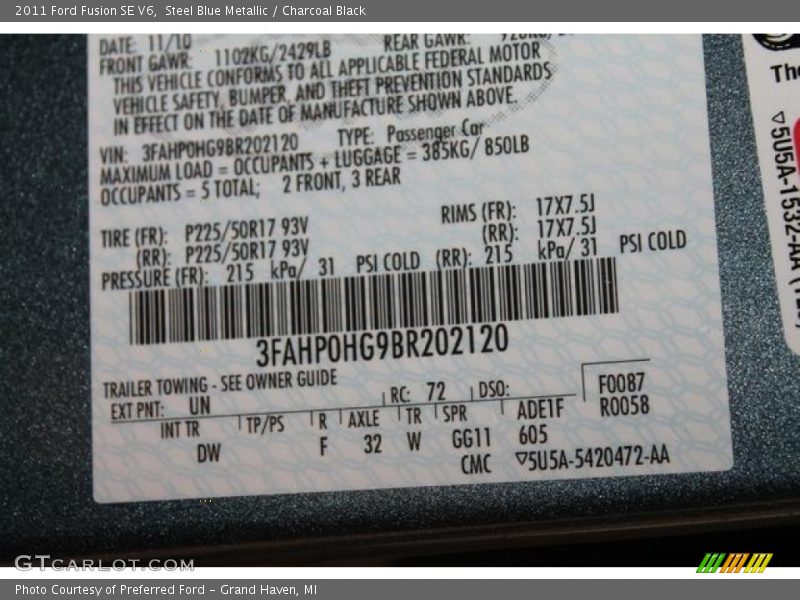 2011 Ford Fusion SE V6, Steel Blue Metallic / Charcoal Black
DATE: 11/10
FRONT GAWR: 1102KG/2429LB REAR GAWR:
THIS VEHICLE CONFORMS TO ALL APPLICABLE FEDERAL MOTOR
VEHICLE SAFETY, BUMPER, AND THEFT PREVENTION STANDARDS
IN EFFECT ON THE DATE OF MANUFACTURE SHOWN ABOVE.
VIN: 3FAHP0HG9BR202120 TYPE: Passenger Car
MAXIMUM LOAD = OCCUPANTS + LUGGAGE = 385KG/ 850LB
OCCUPANTS = 5 TOTAL; 2 FRONT, 3 REAR
TIRE (FR): P225/50R17 93V RIMS (FR): 17X7.5J
(RR): P225/50R17 93V (RR): 17X7.5J
PRESSURE (FR): 215 kPa/ 31 PSI COLD (RR): 215 kPa/ 31 PSI COLD
3FAHP0HG9BR202120
TRAILER TOWING - SEE OWNER GUIDE
EXT PNT: UN RC: 72 DSO: F0087
R0058
INT TR TP/PS R AXLE TR SPR ADE1F
DW F 32 W GG11 605
CMC ▽5U5A-5420472-AA
▽5U5A-1532-AA
GTCARLOT.COM
Photo Courtesy of Preferred Ford – Grand Haven, MI